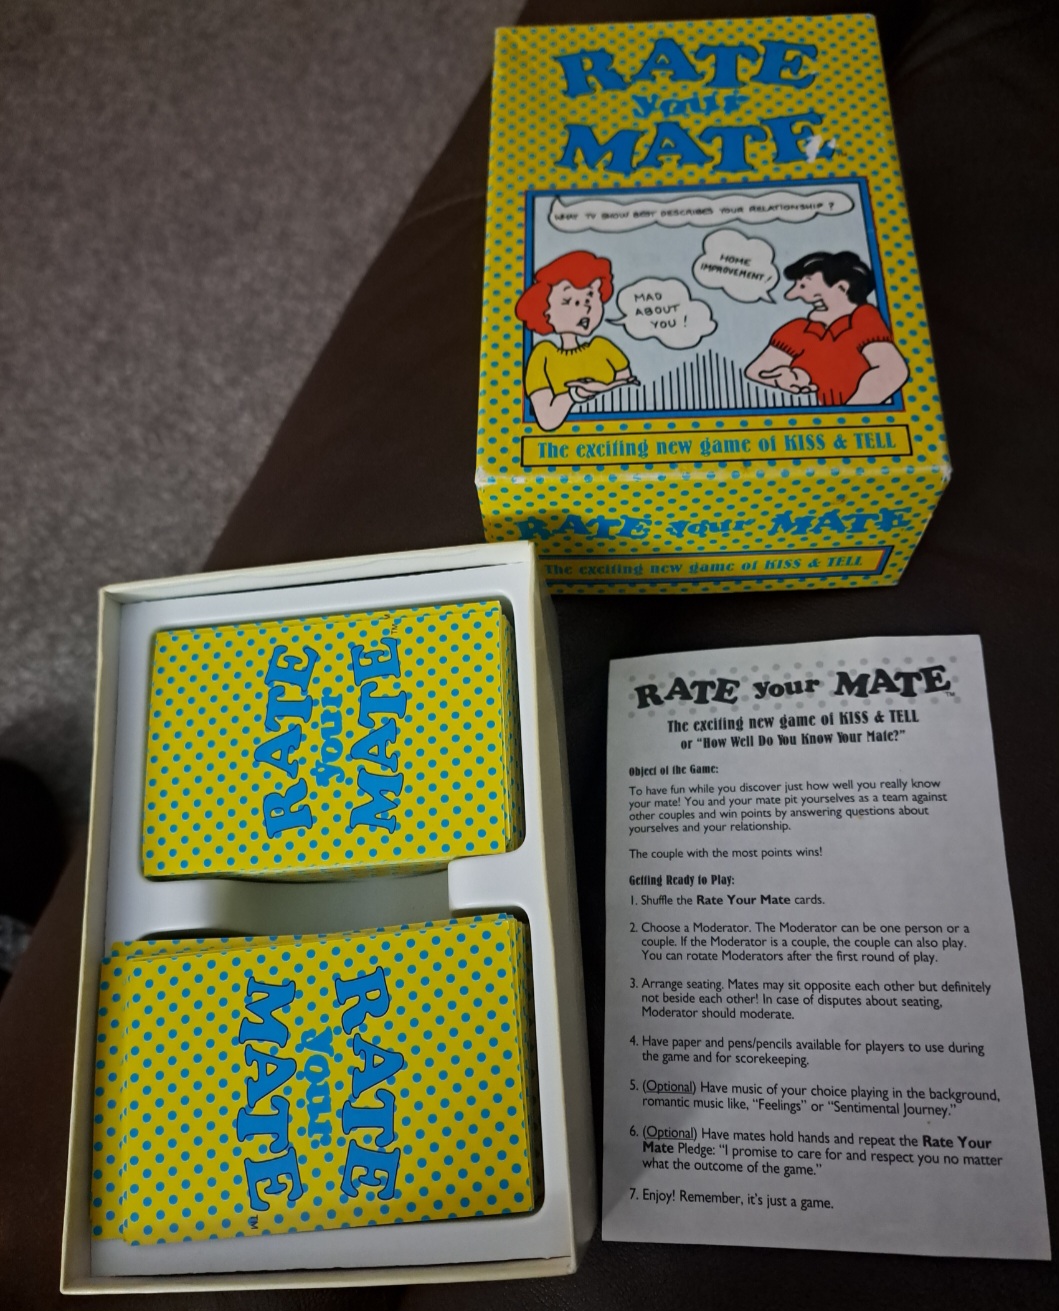 RATE
your
MATE
WHAT TV SHOW BEST DESCRIBES YOUR RELATIONSHIP?
HOME
IMPROVEMENT!
MAD
ABOUT
YOU!
The exciting new game of KISS & TELL
RATE your MATE
The exciting new game of KISS & TELL
RATE
your
MATE™
RATE
your
MATE™
RATE your MATE™
The exciting new game of KISS & TELL
or "How Well Do You Know Your Mate?"
Object of the Game:
To have fun while you discover just how well you really know
your mate! You and your mate pit yourselves as a team against
other couples and win points by answering questions about
yourselves and your relationship.
The couple with the most points wins!
Getting Ready to Play:
1. Shuffle the Rate Your Mate cards.
2. Choose a Moderator. The Moderator can be one person or a
couple. If the Moderator is a couple, the couple can also play.
You can rotate Moderators after the first round of play.
3. Arrange seating. Mates may sit opposite each other but definitely
not beside each other! In case of disputes about seating,
Moderator should moderate.
4. Have paper and pens/pencils available for players to use during
the game and for scorekeeping.
5. (Optional) Have music of your choice playing in the background,
romantic music like, "Feelings" or "Sentimental Journey."
6. (Optional) Have mates hold hands and repeat the Rate Your
Mate Pledge: "I promise to care for and respect you no matter
what the outcome of the game."
7. Enjoy! Remember, it's just a game.